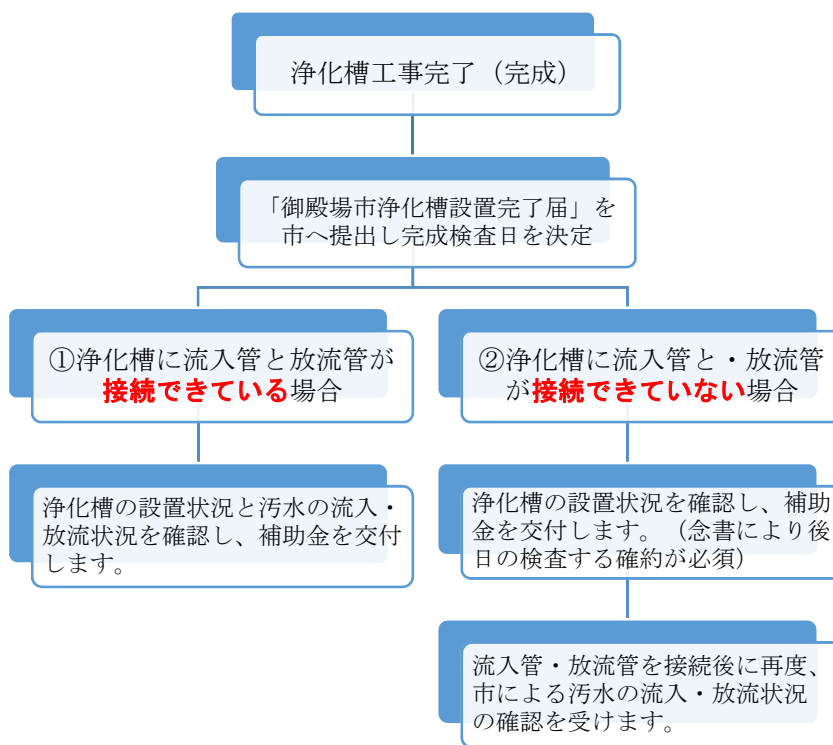 浄化槽工事完了（完成）
「御殿場市浄化槽設置完了届」を
市へ提出し完成検査日を決定
①浄化槽に流入管と放流管が
接続できている場合
浄化槽の設置状況と汚水の流入・
放流状況を確認し、補助金を交付
します。
②浄化槽に流入管と・放流管
が接続できていない場合
浄化槽の設置状況を確認し、補助
金を交付します。（念書により後
日の検査する確約が必須）
流入管・放流管を接続後に再度、
市による汚水の流入・放流状況
の確認を受けます。